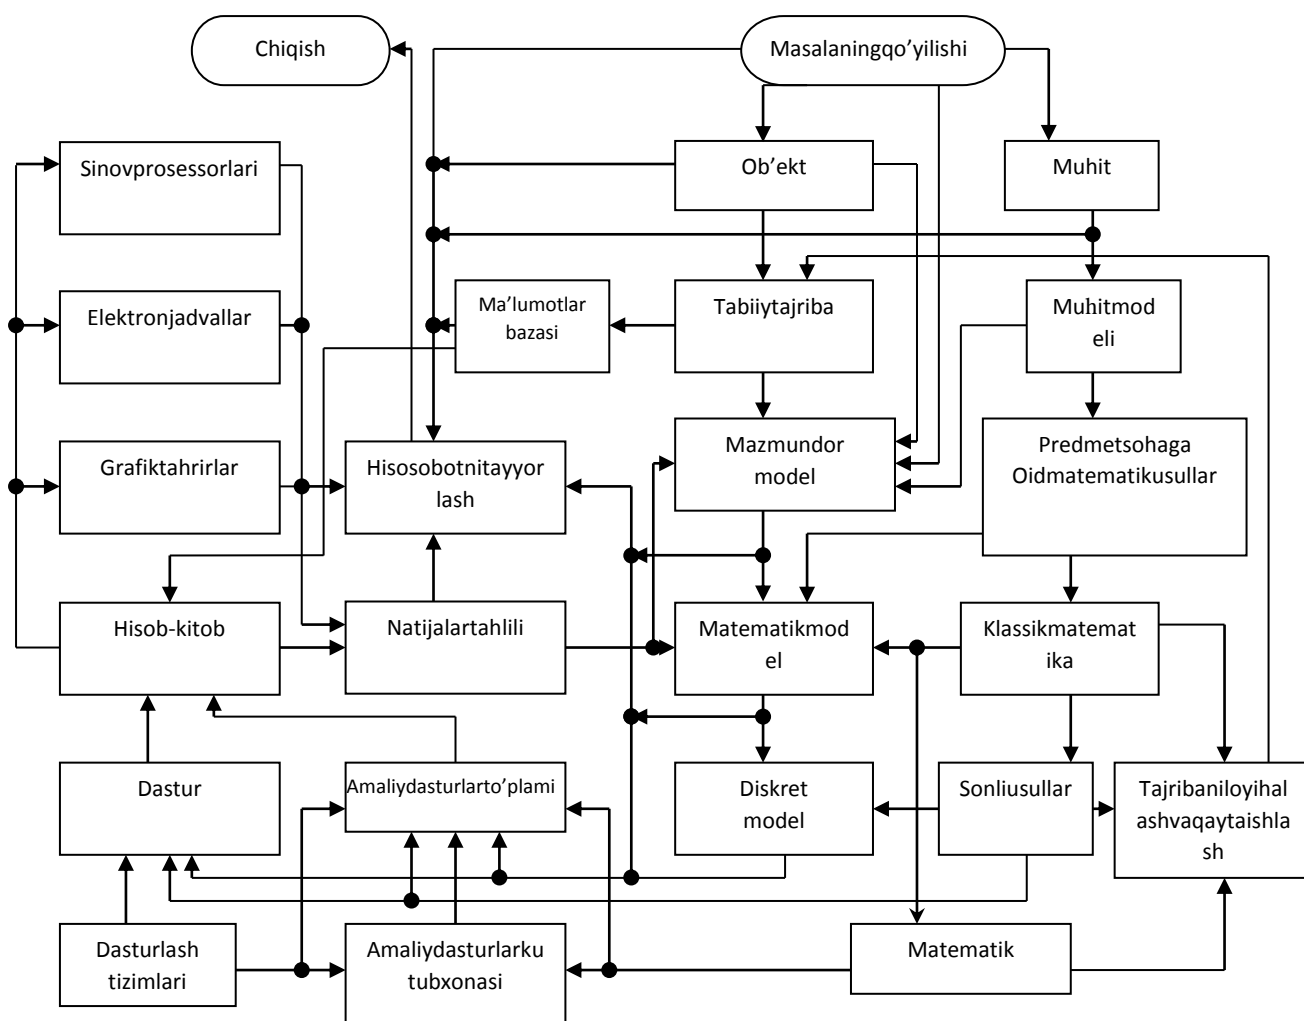 Chiqish
Masalaningqo’yilishi
Sinovprosessorlari
Ob’ekt
Muhit
Elektronjadvallar
Ma’lumotlar
bazasi
Tabiiytajriba
Muhitmod
eli
Grafiktahrirlar
Hisosobotnitayyor
lash
Mazmundor
model
Predmetsohaga
Oidmatematikusullar
Hisob-kitob
Natijalartahlili
Matematikmod
el
Klassikmatemat
ika
Dastur
Amaliydasturlarto’plami
Diskret
model
Sonliusullar
Tajribaniloyihal
ashvaqaytaishla
sh
Dasturlash
tizimlari
Amaliydasturlarku
tubxonasi
Matematik